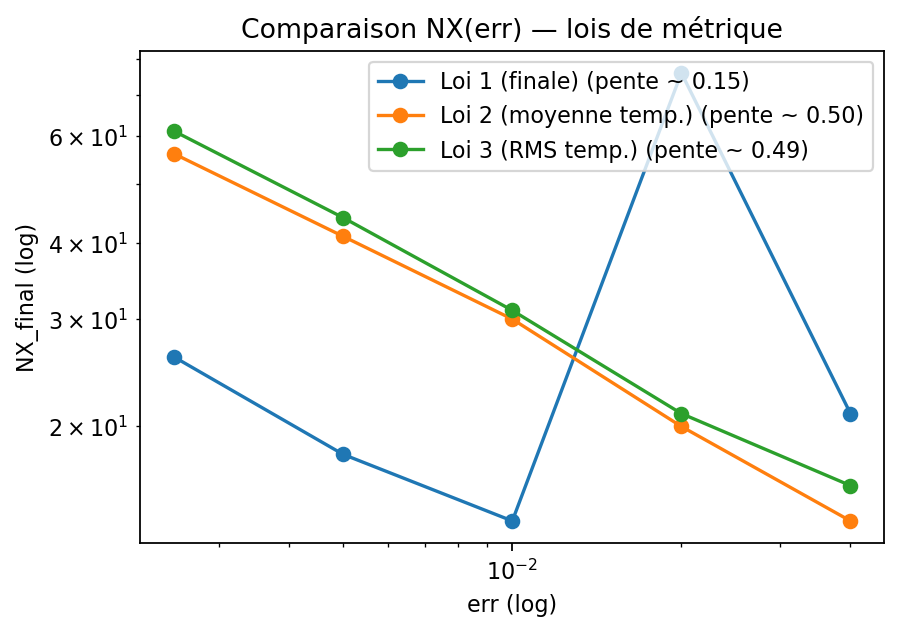 Comparaison NX(err) — lois de métrique
Loi 1 (finale) (pente ~ 0.15)
Loi 2 (moyenne temp.) (pente ~ 0.50)
Loi 3 (RMS temp.) (pente ~ 0.49)
NX_final (log)
6 × 10¹
4 × 10¹
3 × 10¹
2 × 10¹
10⁻²
err (log)